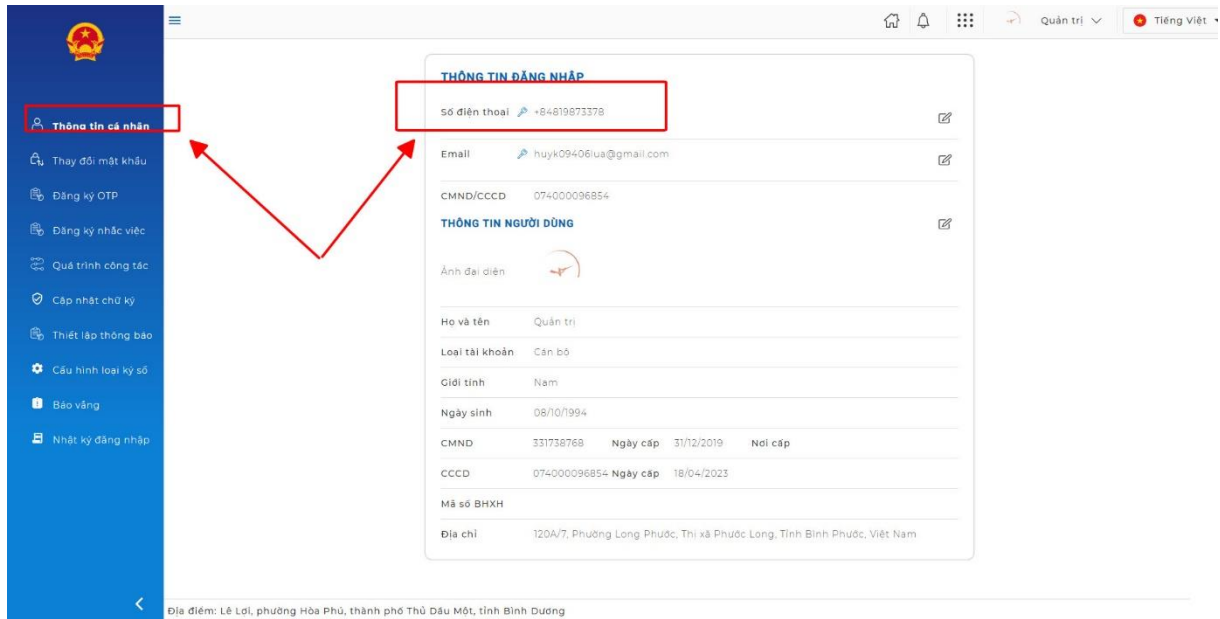 Quản trị
Tiếng Việt
Thông tin cá nhân
Thay đổi mật khẩu
Đăng ký OTP
Đăng ký nhắc việc
Quá trình công tác
Cập nhật chữ ký
Thiết lập thông báo
Cấu hình loại ký số
Báo vắng
Nhật ký đăng nhập
THÔNG TIN ĐĂNG NHẬP
Số điện thoại +84819873378
Email huyk09406lua@gmail.com
CMND/CCCD 074000096854
THÔNG TIN NGƯỜI DÙNG
Ảnh đại diện
Họ và tên Quản trị
Loại tài khoản Cán bộ
Giới tính Nam
Ngày sinh 08/10/1994
CMND 331738768 Ngày cấp 31/12/2019 Nơi cấp
CCCD 074000096854 Ngày cấp 18/04/2023
Mã số BHXH
Địa chỉ 120A/7, Phường Long Phước, Thị xã Phước Long, Tỉnh Bình Phước, Việt Nam
Địa điểm: Lê Lợi, phường Hòa Phú, thành phố Thủ Dầu Một, tỉnh Bình Dương